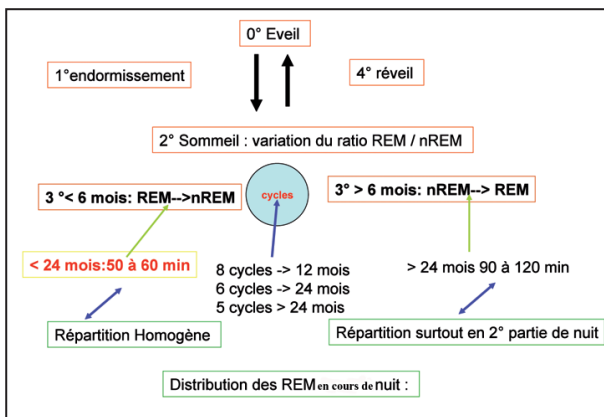 0° Eveil
1°endormissement
4° réveil
2° Sommeil : variation du ratio REM / nREM
3 °< 6 mois: REM-->nREM
cycles
3° > 6 mois: nREM--> REM
< 24 mois:50 à 60 min
8 cycles -> 12 mois
6 cycles -> 24 mois
5 cycles > 24 mois
> 24 mois 90 à 120 min
Répartition Homogène
Répartition surtout en 2° partie de nuit
Distribution des REM en cours de nuit :